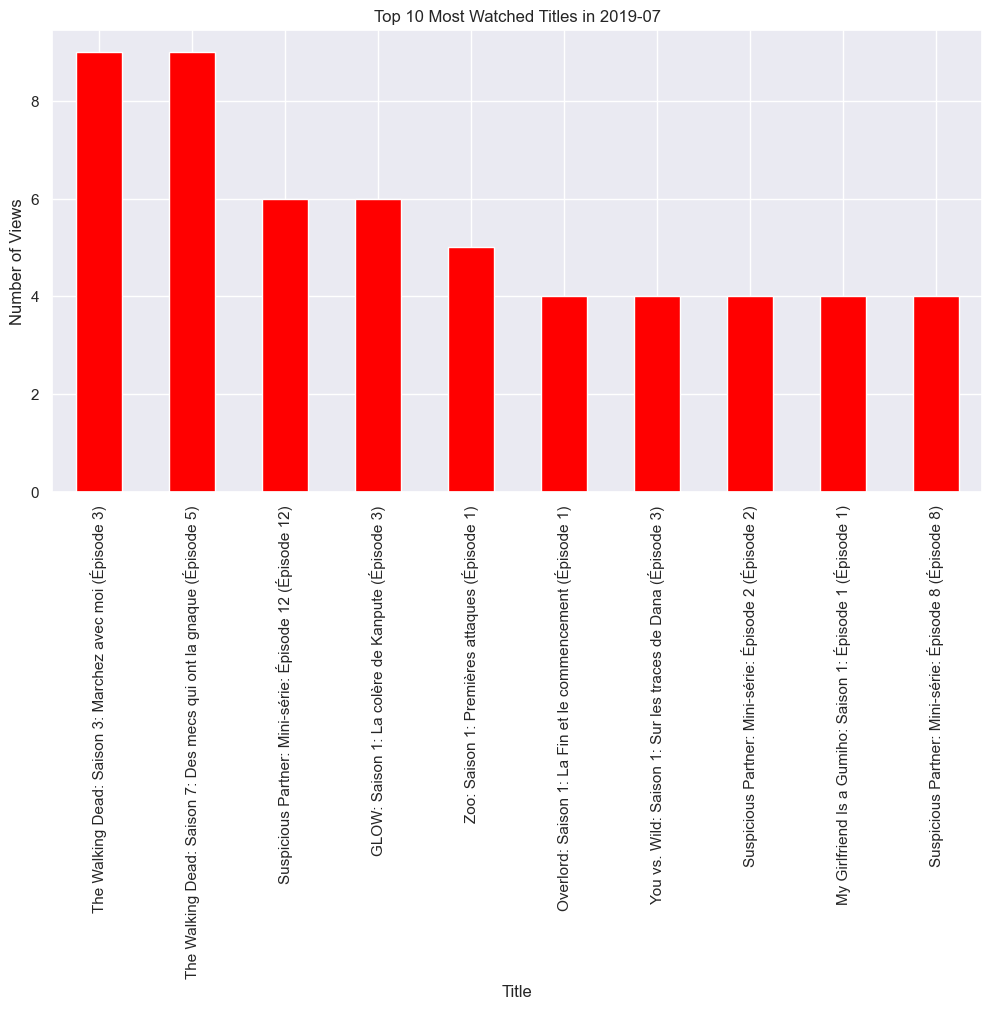 Top 10 Most Watched Titles in 2019-07
Number of Views
8
6
4
2
0
The Walking Dead: Saison 3: Marchez avec moi (Épisode 3)
The Walking Dead: Saison 7: Des mecs qui ont la gnaque (Épisode 5)
Suspicious Partner: Mini-série: Épisode 12 (Épisode 12)
GLOW: Saison 1: La colère de Kanpute (Épisode 3)
Zoo: Saison 1: Premières attaques (Épisode 1)
Overlord: Saison 1: La Fin et le commencement (Épisode 1)
You vs. Wild: Saison 1: Sur les traces de Dana (Épisode 3)
Suspicious Partner: Mini-série: Épisode 2 (Épisode 2)
My Girlfriend Is a Gumiho: Saison 1: Épisode 1 (Épisode 1)
Suspicious Partner: Mini-série: Épisode 8 (Épisode 8)
Title